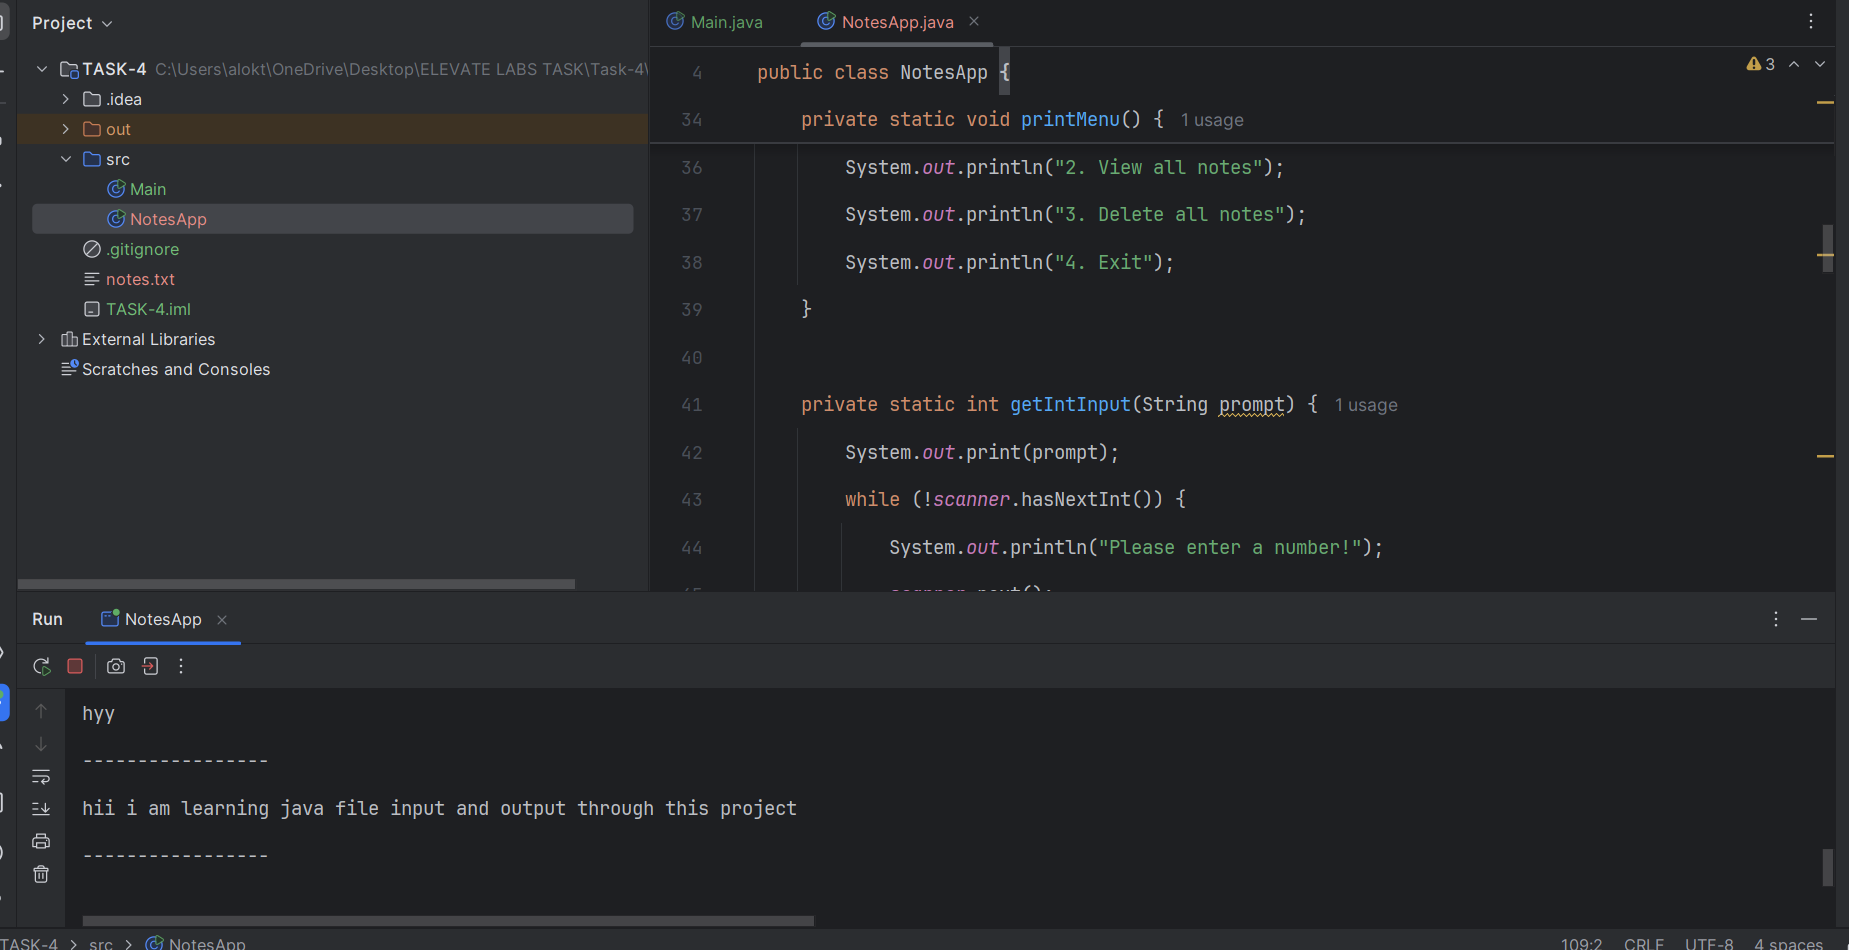 Project
TASK-4 C:\Users\alokt\OneDrive\Desktop\ELEVATE LABS TASK\Task-4\
.idea
out
src
Main
NotesApp
.gitignore
notes.txt
TASK-4.iml
External Libraries
Scratches and Consoles
Main.java
NotesApp.java
3
4 public class NotesApp {
34 private static void printMenu() { 1 usage
36 System.out.println("2. View all notes");
37 System.out.println("3. Delete all notes");
38 System.out.println("4. Exit");
39 }
40
41 private static int getIntInput(String prompt) { 1 usage
42 System.out.print(prompt);
43 while (!scanner.hasNextInt()) {
44 System.out.println("Please enter a number!");
Run NotesApp
hyy
-----------------
hii i am learning java file input and output through this project
-----------------
TASK-4 > src > NotesApp
109:2 CRLF UTF-8 4 spaces